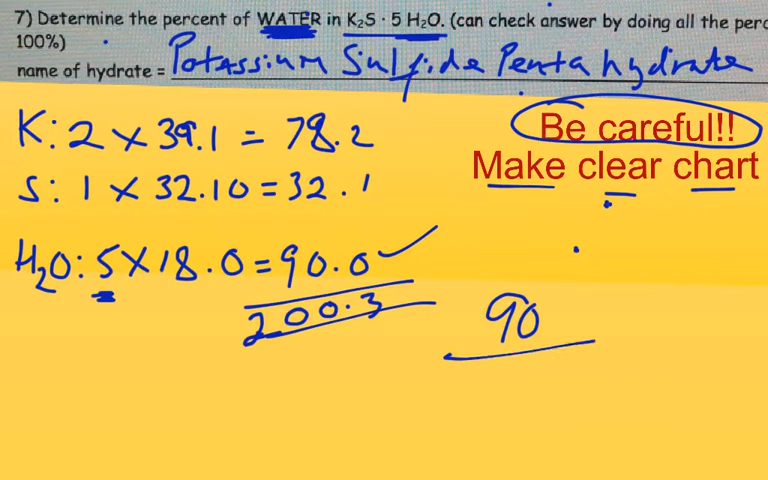 7) Determine the percent of WATER in K₂S · 5 H₂O. (can check answer by doing all the perc
100%)
name of hydrate = Potassium Sulfide Pentahydrate
Be careful!!
Make clear chart
K: 2 × 39.1 = 78.2
S: 1 × 32.10 = 32.1
H₂O: 5 × 18.0 = 90.0
200.3
90